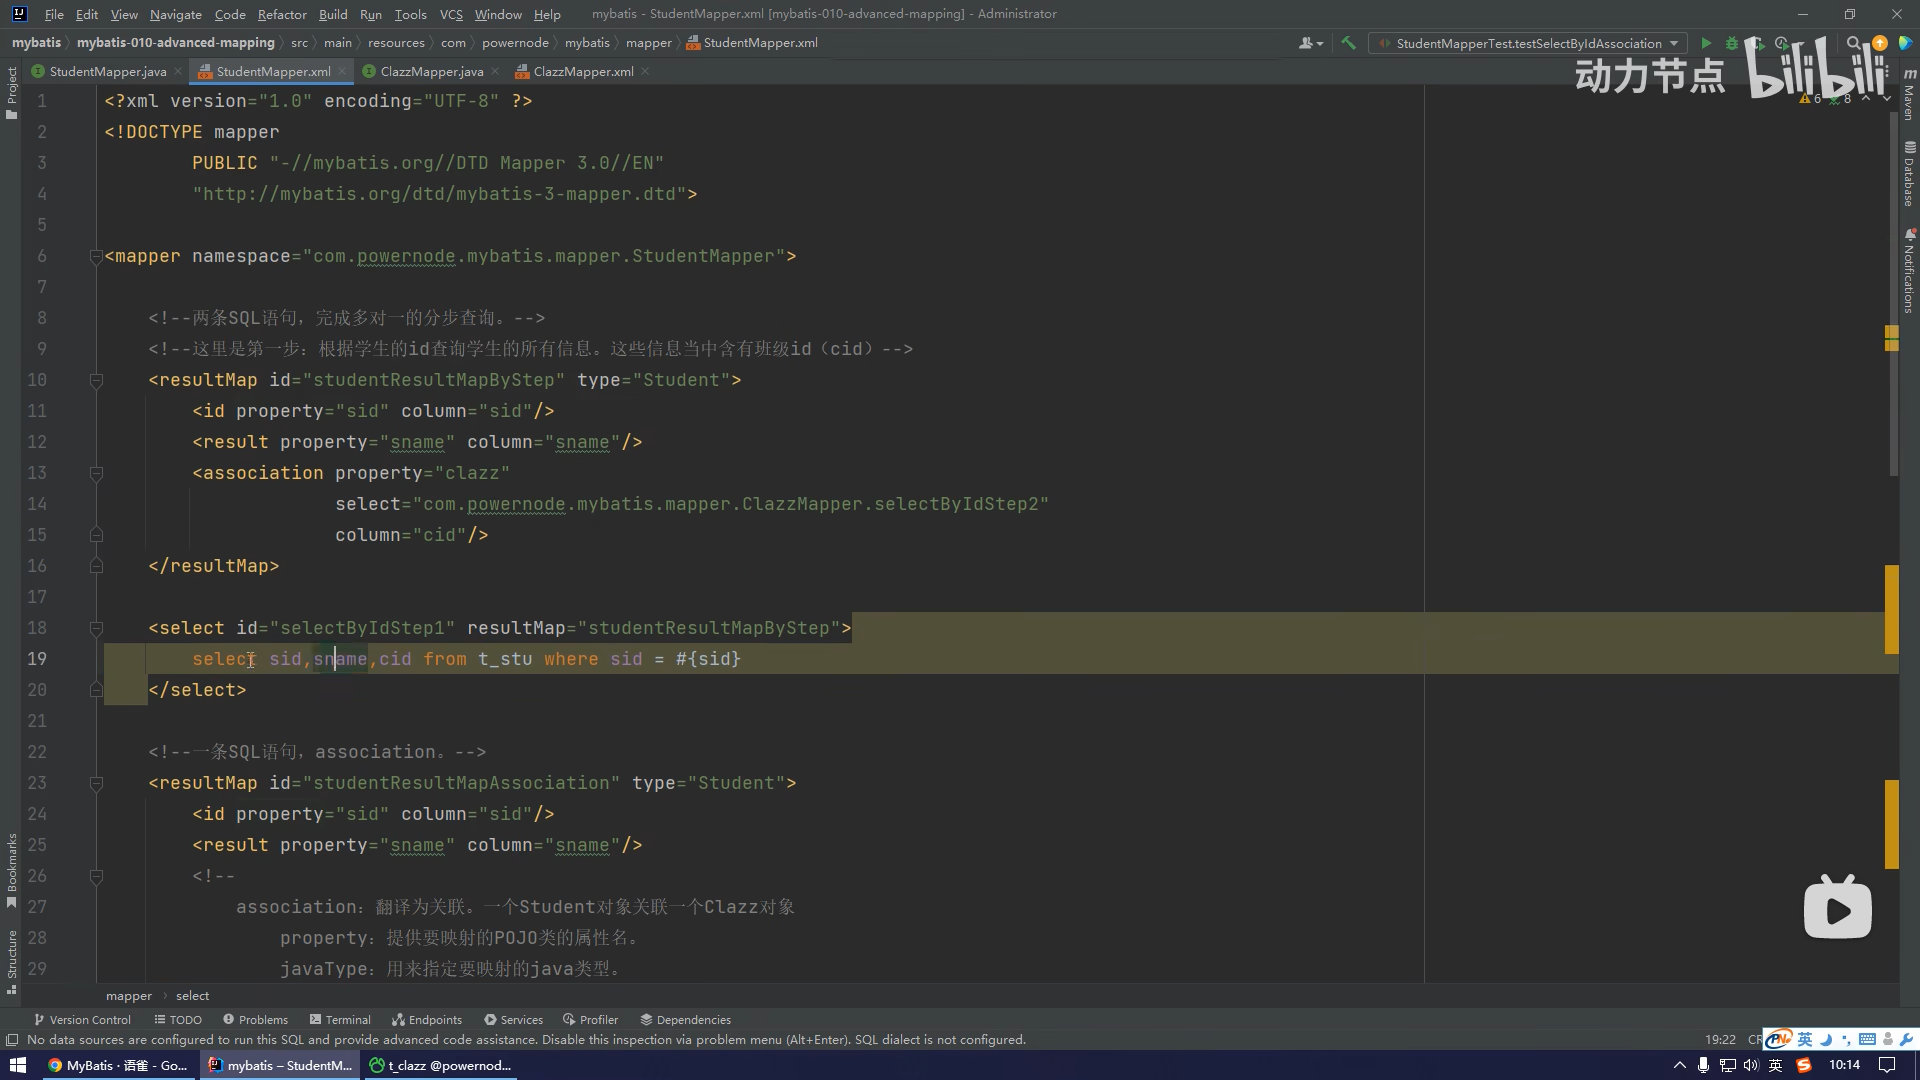 File Edit View Navigate Code Refactor Build Run Tools VCS Window Help mybatis - StudentMapper.xml [mybatis-010-advanced-mapping] - Administrator
mybatis mybatis-010-advanced-mapping src main resources com powernode mybatis mapper StudentMapper.xml StudentMapperTest.testSelectByIdAssociation
StudentMapper.java StudentMapper.xml ClazzMapper.java ClazzMapper.xml
动力节点 bilibili
6 8
Project
Maven
Database
Notifications
Bookmarks
Structure
1 <?xml version="1.0" encoding="UTF-8" ?>
2 <!DOCTYPE mapper
3 PUBLIC "-//mybatis.org//DTD Mapper 3.0//EN"
4 "http://mybatis.org/dtd/mybatis-3-mapper.dtd">
5
6 <mapper namespace="com.powernode.mybatis.mapper.StudentMapper">
7
8 <!--两条SQL语句，完成多对一的分步查询。-->
9 <!--这里是第一步：根据学生的id查询学生的所有信息。这些信息当中含有班级id（cid）-->
10 <resultMap id="studentResultMapByStep" type="Student">
11 <id property="sid" column="sid"/>
12 <result property="sname" column="sname"/>
13 <association property="clazz"
14 select="com.powernode.mybatis.mapper.ClazzMapper.selectByIdStep2"
15 column="cid"/>
16 </resultMap>
17
18 <select id="selectByIdStep1" resultMap="studentResultMapByStep">
19 select sid,sname,cid from t_stu where sid = #{sid}
20 </select>
21
22 <!--一条SQL语句，association。-->
23 <resultMap id="studentResultMapAssociation" type="Student">
24 <id property="sid" column="sid"/>
25 <result property="sname" column="sname"/>
26 <!--
27 association：翻译为关联。一个Student对象关联一个Clazz对象
28 property：提供要映射的POJO类的属性名。
29 javaType：用来指定要映射的java类型。
mapper select
Version Control TODO Problems Terminal Endpoints Services Profiler Dependencies
No data sources are configured to run this SQL and provide advanced code assistance. Disable this inspection via problem menu (Alt+Enter). SQL dialect is not configured. 19:22 英
MyBatis · 语雀 - Go... mybatis – StudentM... t_clazz @powernod... 英 10:14